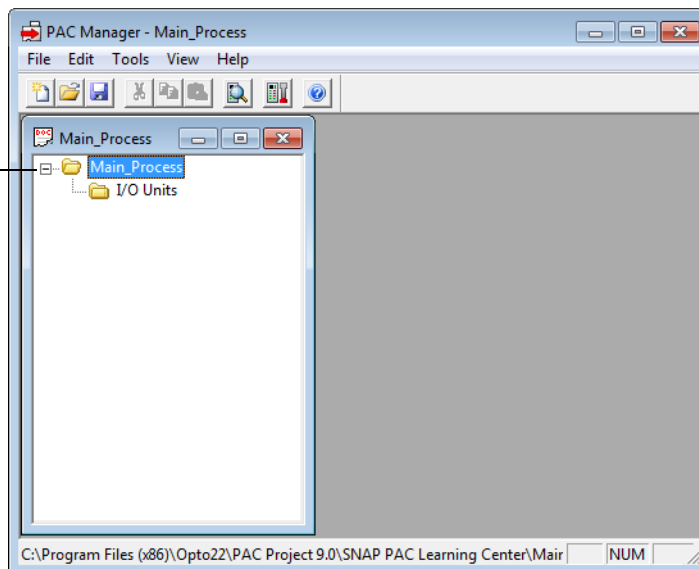 PAC Manager - Main_Process
File Edit Tools View Help
Main_Process
Main_Process
I/O Units
C:\Program Files (x86)\Opto22\PAC Project 9.0\SNAP PAC Learning Center\Mair NUM